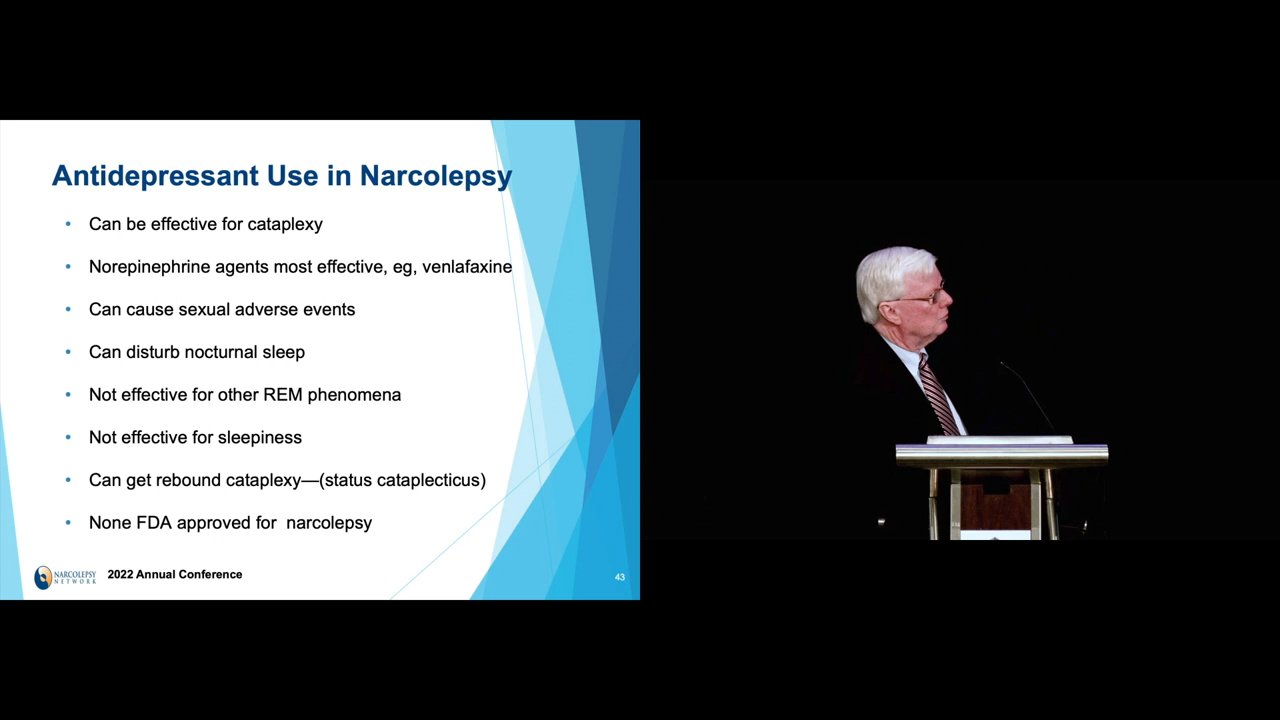 Antidepressant Use in Narcolepsy
• Can be effective for cataplexy
• Norepinephrine agents most effective, eg, venlafaxine
• Can cause sexual adverse events
• Can disturb nocturnal sleep
• Not effective for other REM phenomena
• Not effective for sleepiness
• Can get rebound cataplexy—(status cataplecticus)
• None FDA approved for  narcolepsy
NARCOLEPSY
NETWORK
2022 Annual Conference
43